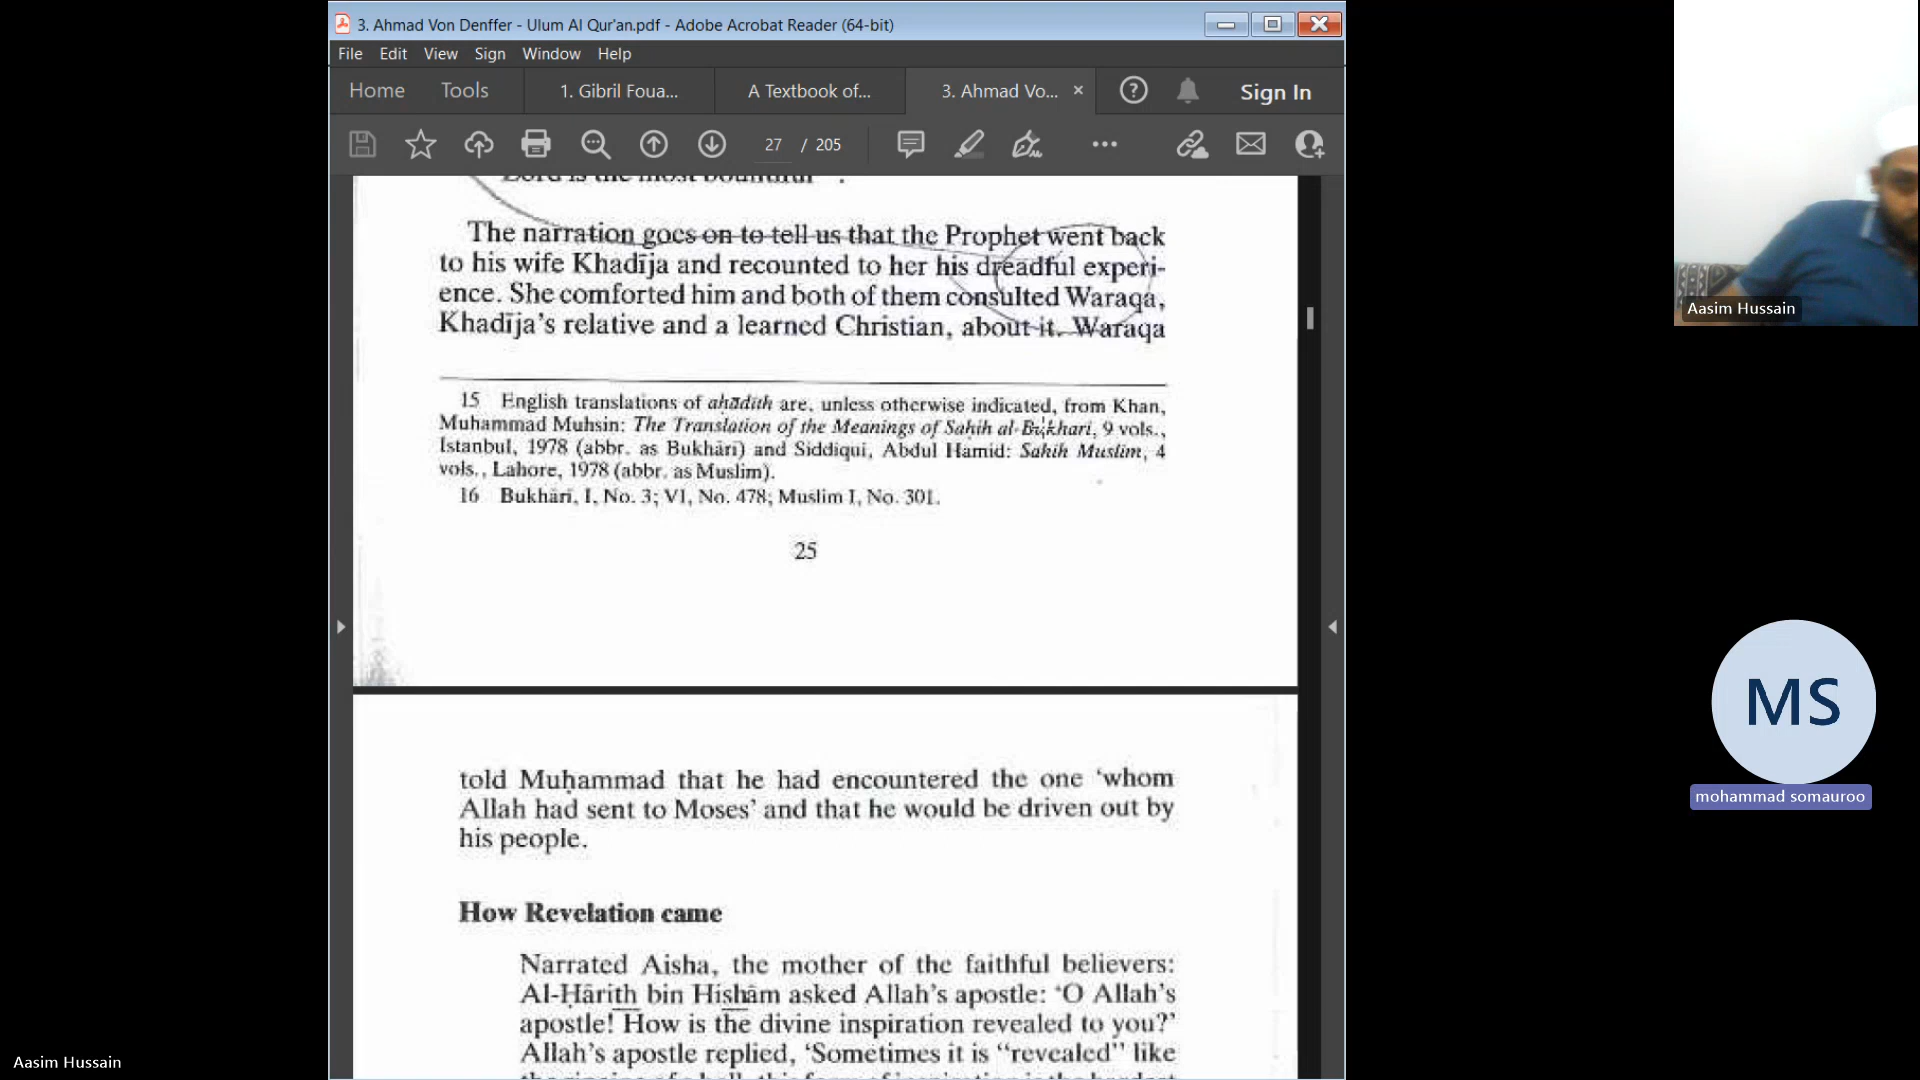 3. Ahmad Von Denffer - Ulum Al Qur'an.pdf - Adobe Acrobat Reader (64-bit)
File Edit View Sign Window Help
Home Tools 1. Gibril Foua... A Textbook of... 3. Ahmad Vo... × Sign In
27 / 205
Lord is the most bountiful”.
The narration goes on to tell us that the Prophet went back
to his wife Khadīja and recounted to her his dreadful experi-
ence. She comforted him and both of them consulted Waraqa,
Khadīja's relative and a learned Christian, about it. Waraqa
15 English translations of aḥādīth are, unless otherwise indicated, from Khan,
Muhammad Muhsin: The Translation of the Meanings of Saḥīh al-Bukhari, 9 vols.,
Istanbul, 1978 (abbr. as Bukhārī) and Siddiqui, Abdul Hamid: Sahih Muslim, 4
vols., Lahore, 1978 (abbr. as Muslim).
16 Bukhārī, I, No. 3; VI, No. 478; Muslim I, No. 301.
25
told Muḥammad that he had encountered the one ‘whom
Allah had sent to Moses’ and that he would be driven out by
his people.
How Revelation came
Narrated Aisha, the mother of the faithful believers:
Al-Ḥārith bin Hishām asked Allah's apostle: ‘O Allah's
apostle! How is the divine inspiration revealed to you?’
Allah's apostle replied, ‘Sometimes it is “revealed” like
Aasim Hussain
MS
mohammad somauroo
Aasim Hussain